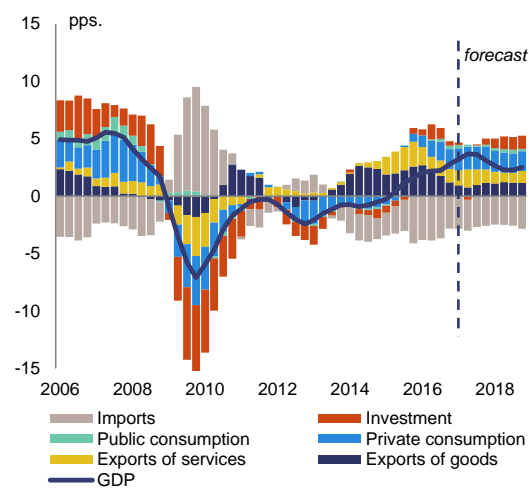 15
pps.
forecast
10
5
0
-5
-10
-15
2006 2008 2010 2012 2014 2016 2018
Imports Investment
Public consumption Private consumption
Exports of services Exports of goods
GDP